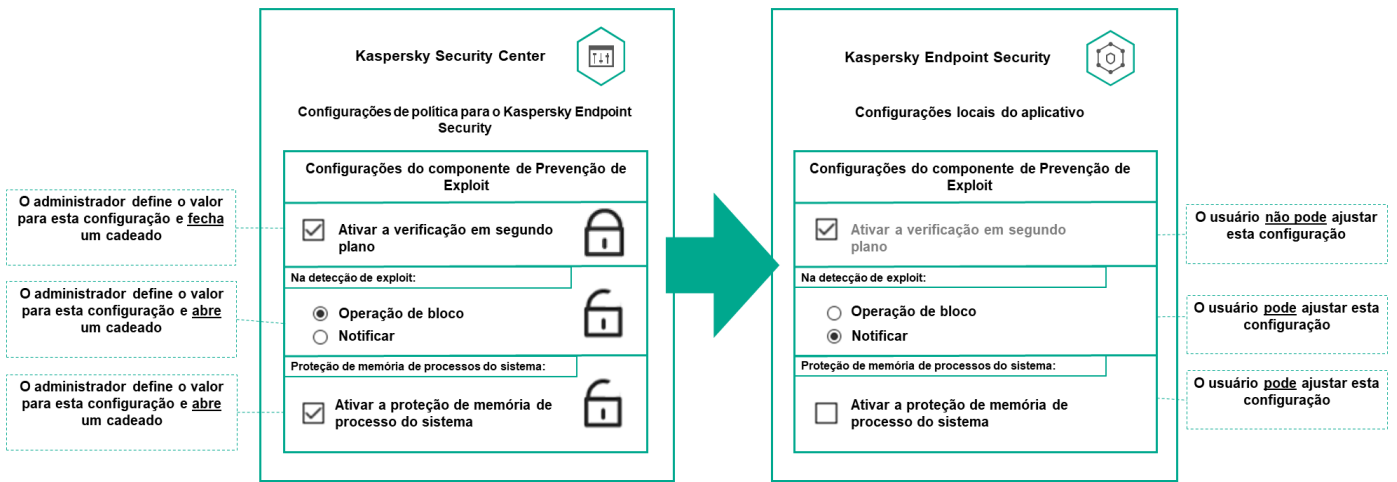 Kaspersky Security Center
Configurações de política para o Kaspersky Endpoint
Security
Configurações do componente de Prevenção de
Exploit
O administrador define o valor
para esta configuração e fecha
um cadeado
Ativar a verificação em segundo
plano
Na detecção de exploit:
O administrador define o valor
para esta configuração e abre
um cadeado
Operação de bloco
Notificar
Proteção de memória de processos do sistema:
O administrador define o valor
para esta configuração e abre
um cadeado
Ativar a proteção de memória de
processo do sistema
Kaspersky Endpoint Security
Configurações locais do aplicativo
Configurações do componente de Prevenção de
Exploit
Ativar a verificação em segundo
plano
O usuário não pode ajustar
esta configuração
Na detecção de exploit:
Operação de bloco
Notificar
O usuário pode ajustar esta
configuração
Proteção de memória de processos do sistema:
Ativar a proteção de memória de
processo do sistema
O usuário pode ajustar esta
configuração